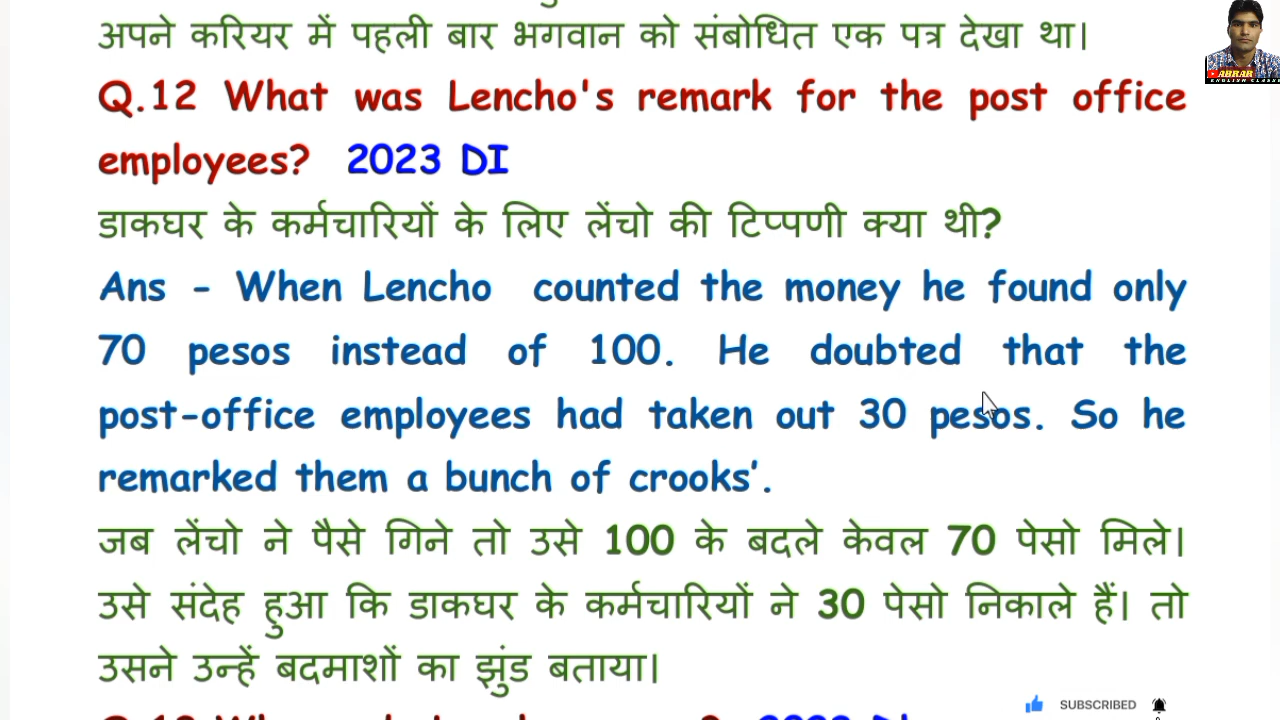 अपने करियर में पहली बार भगवान को संबोधित एक पत्र देखा था।
Q.12 What was Lencho's remark for the post office
employees? 2023 DI
डाकघर के कर्मचारियों के लिए लेंचो की टिप्पणी क्या थी?
Ans - When Lencho counted the money he found only
70 pesos instead of 100. He doubted that the
post-office employees had taken out 30 pesos. So he
remarked them a bunch of crooks’.
जब लेंचो ने पैसे गिने तो उसे 100 के बदले केवल 70 पेसो मिले।
उसे संदेह हुआ कि डाकघर के कर्मचारियों ने 30 पेसो निकाले हैं। तो
उसने उन्हें बदमाशों का झुंड बताया।
ABRAR
ENGLISH CLASSES
SUBSCRIBED